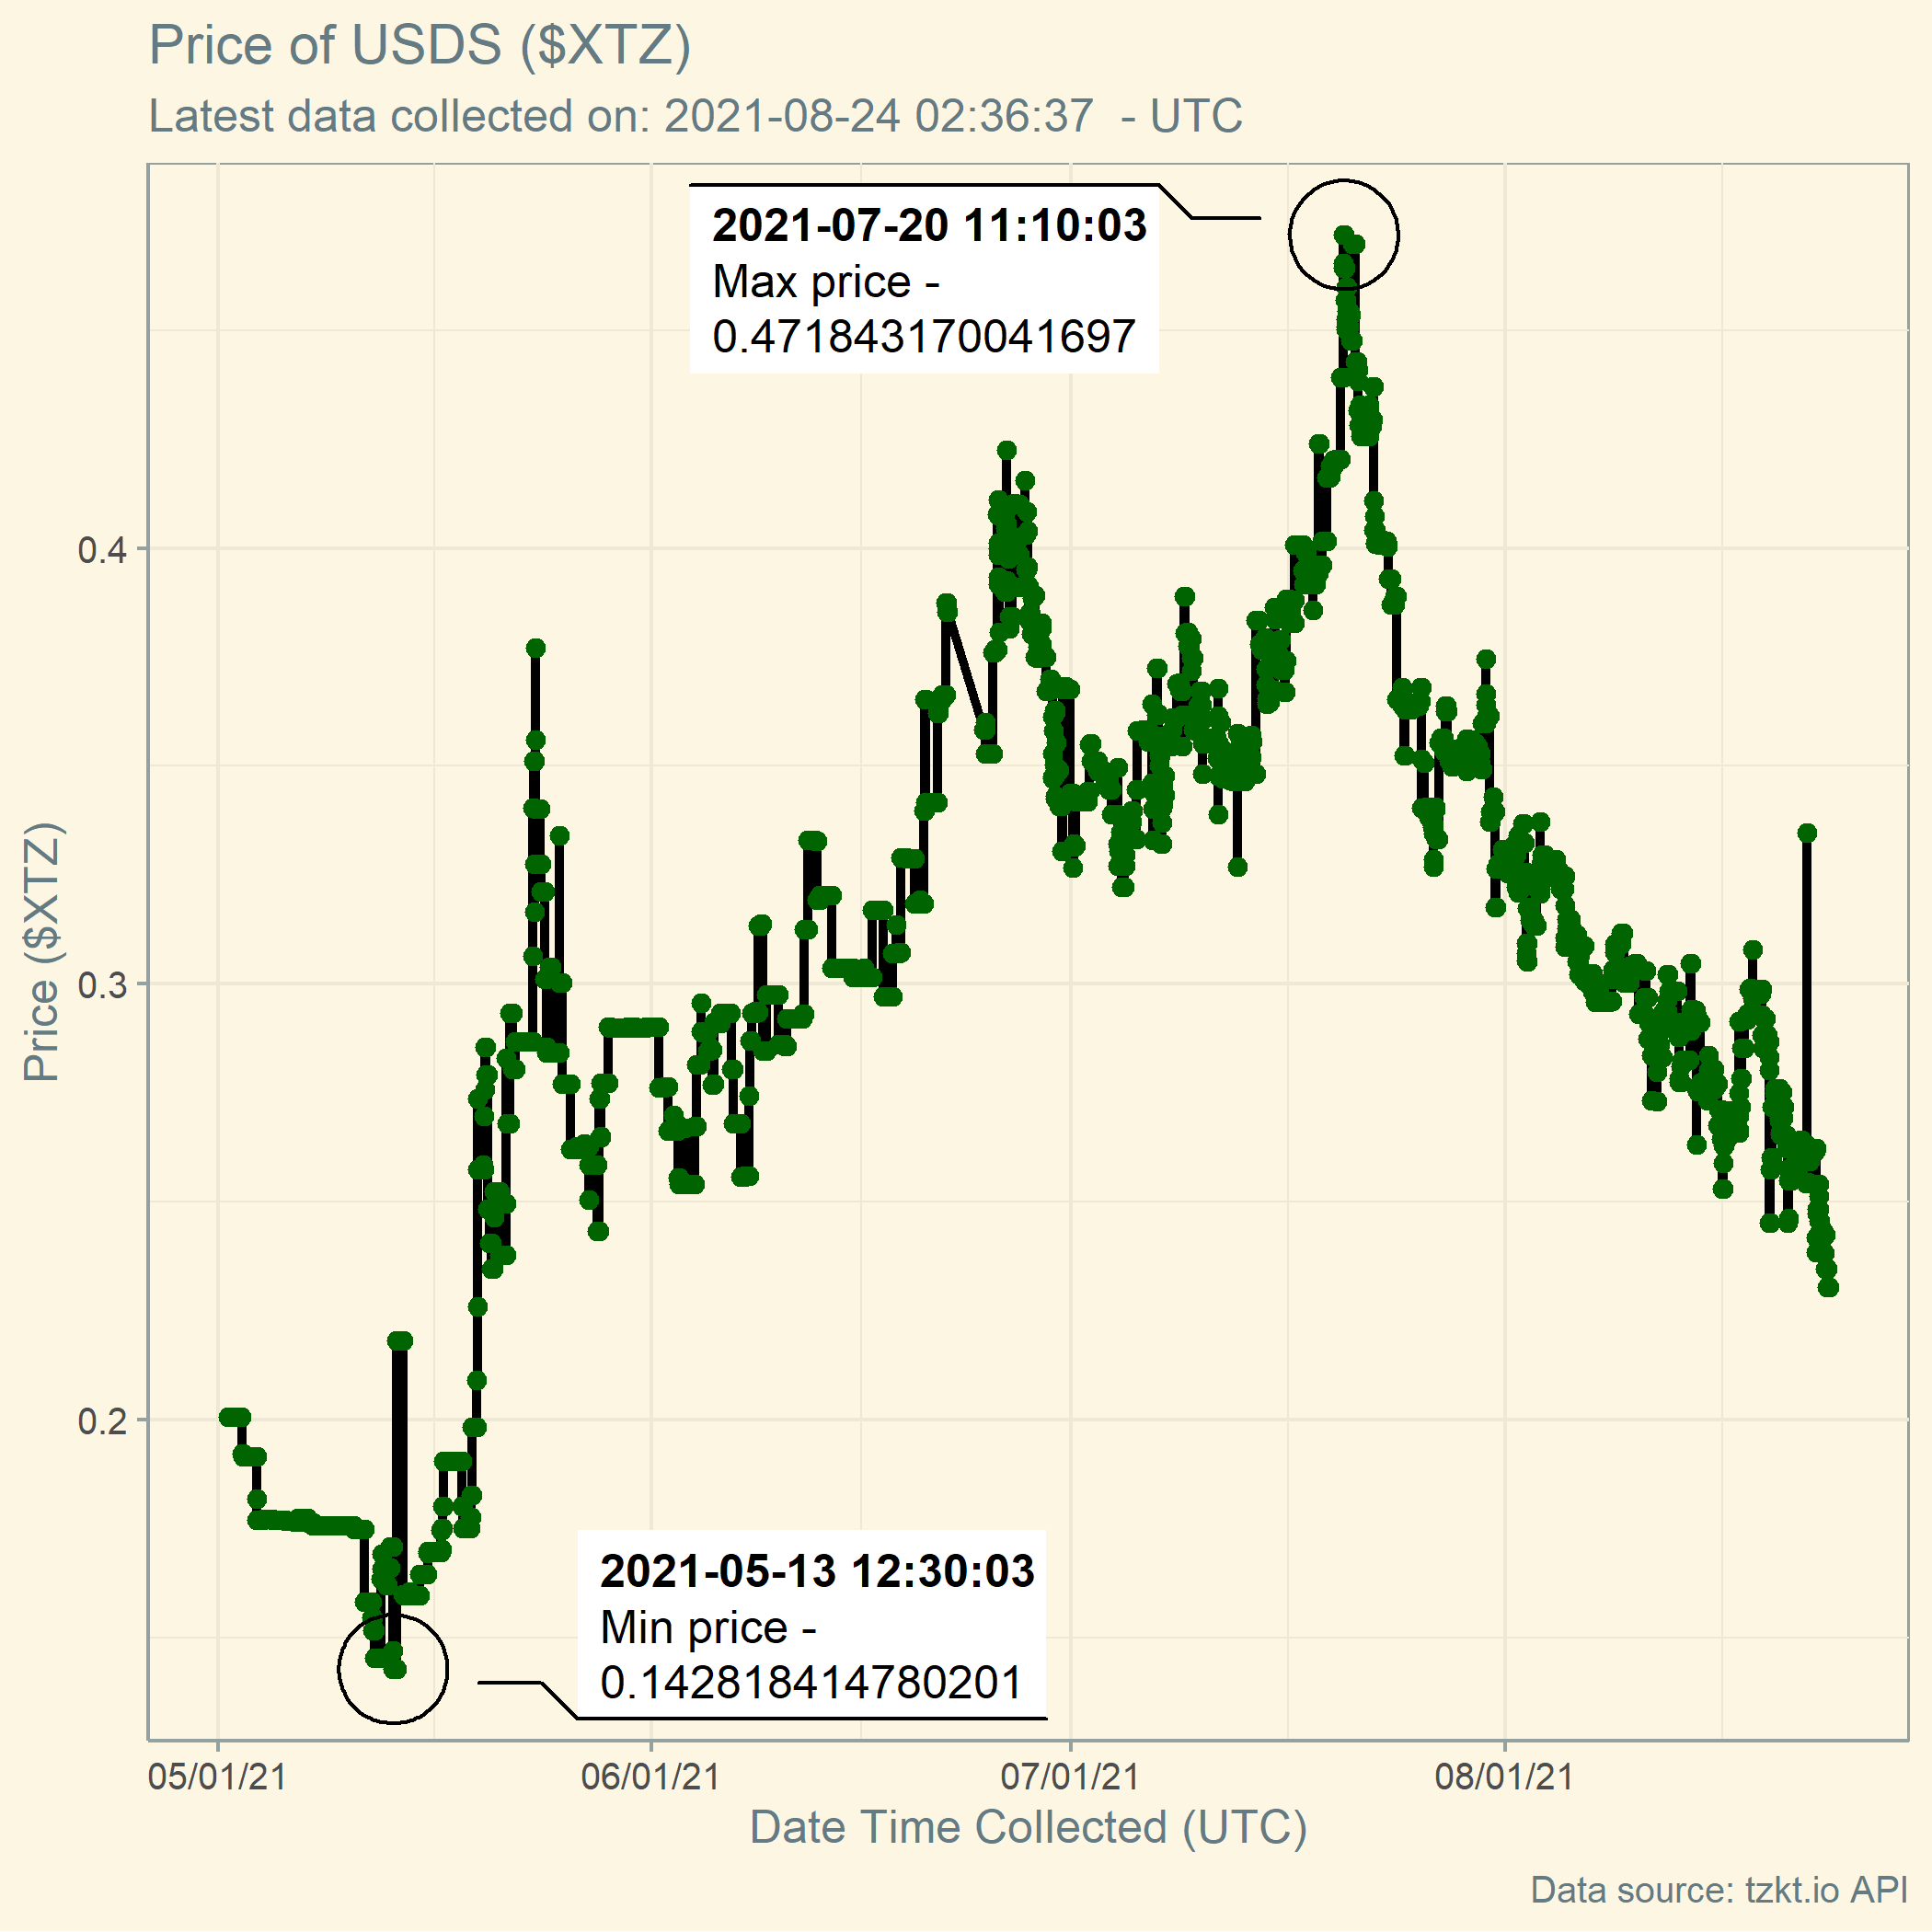 Price of USDS ($XTZ)
Latest data collected on: 2021-08-24 02:36:37  - UTC
2021-07-20 11:10:03
Max price -
0.471843170041697
0.4
0.3
0.2
Price ($XTZ)
2021-05-13 12:30:03
Min price -
0.142818414780201
05/01/21
06/01/21
07/01/21
08/01/21
Date Time Collected (UTC)
Data source: tzkt.io API